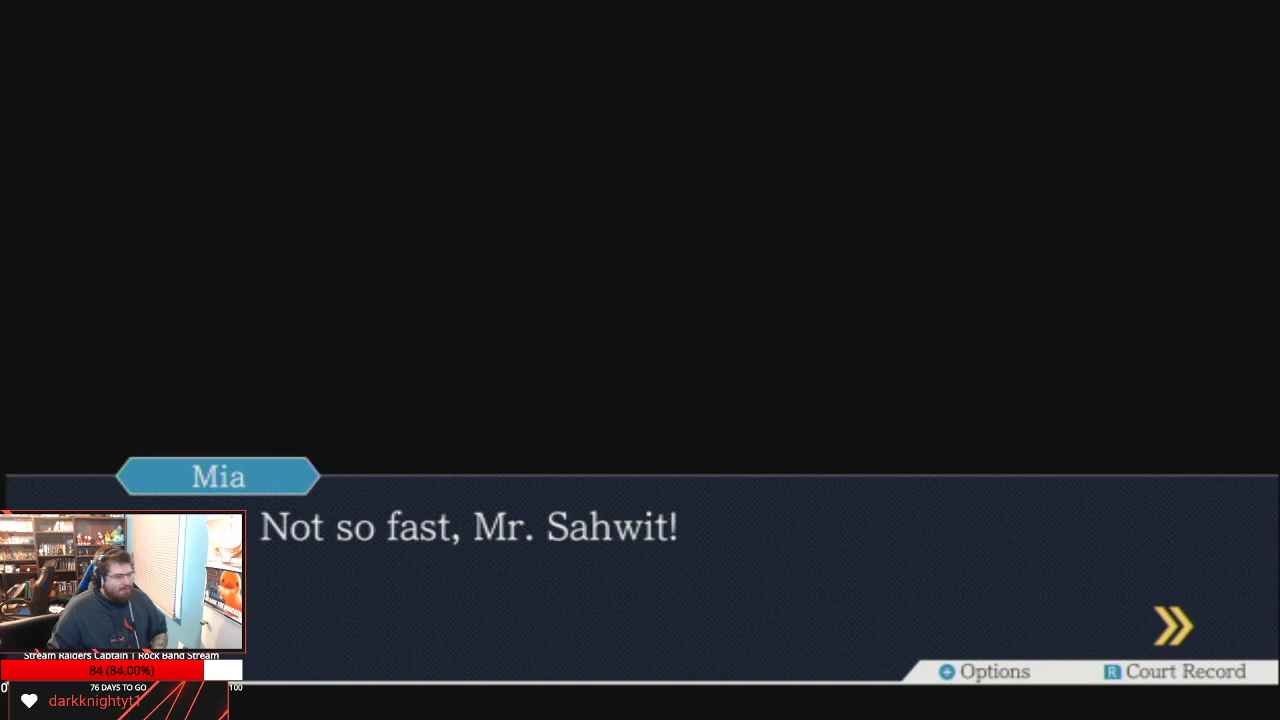 Mia
Not so fast, Mr. Sahwit!
Options
R Court Record
Stream Raiders Captain 1 Rock Band Stream
84 (84.00%)
0 76 DAYS TO GO 100
darkknightyt1